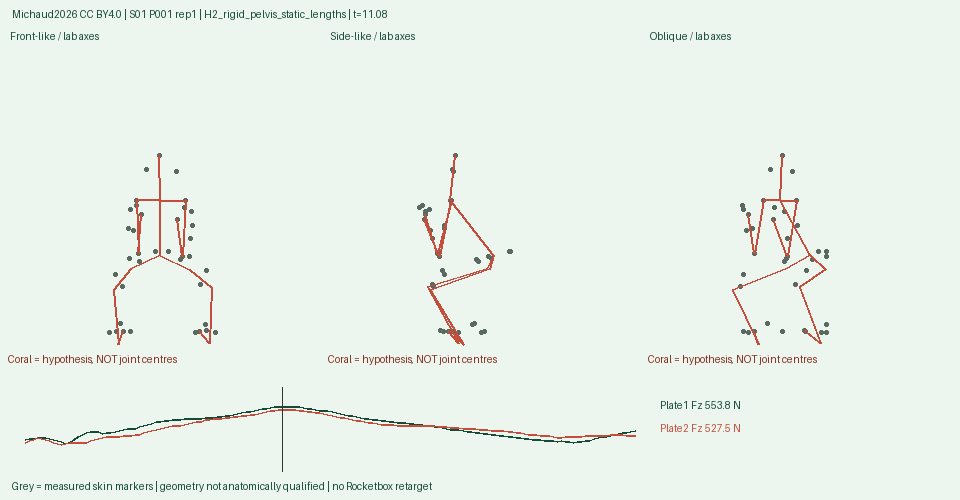 Michaud2026 CC BY4.0 | S01 P001 rep1 | H2_rigid_pelvis_static_lengths | t=11.08
Front-like / lab axes
Side-like / lab axes
Oblique / lab axes
Coral = hypothesis, NOT joint centres
Coral = hypothesis, NOT joint centres
Coral = hypothesis, NOT joint centres
Plate1 Fz 553.8 N
Plate2 Fz 527.5 N
Grey = measured skin markers | geometry not anatomically qualified | no Rocketbox retarget